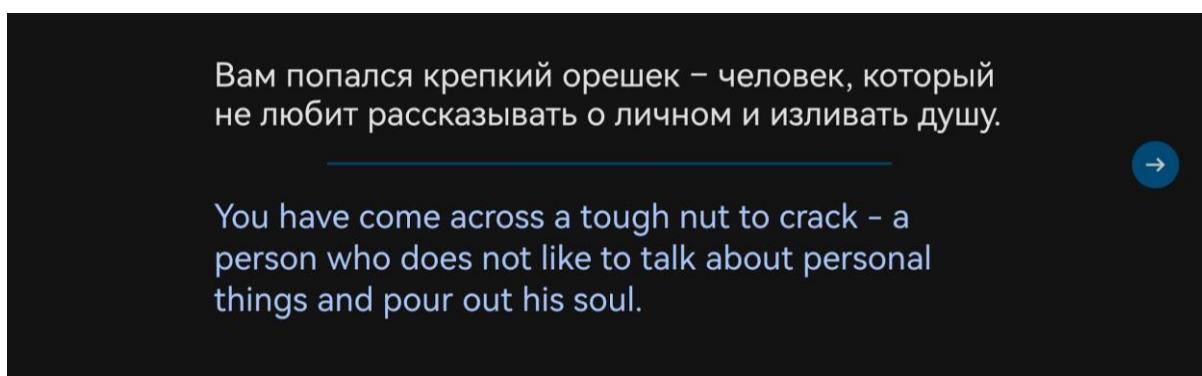 Вам попался крепкий орешек – человек, который
не любит рассказывать о личном и изливать душу.
You have come across a tough nut to crack - a
person who does not like to talk about personal
things and pour out his soul.